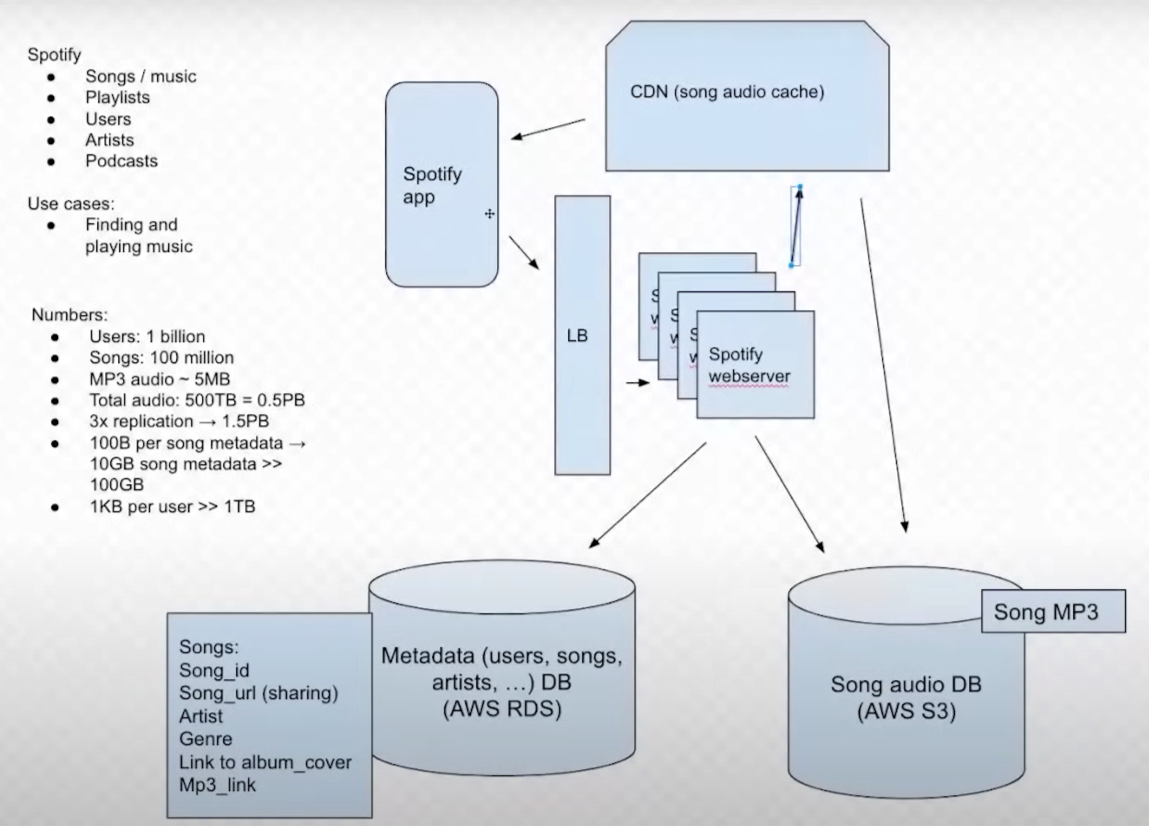 Spotify
● Songs / music
● Playlists
● Users
● Artists
● Podcasts
Use cases:
● Finding and
playing music
Numbers:
● Users: 1 billion
● Songs: 100 million
● MP3 audio ~ 5MB
● Total audio: 500TB = 0.5PB
● 3x replication → 1.5PB
● 100B per song metadata →
10GB song metadata >>
100GB
● 1KB per user >> 1TB
CDN (song audio cache)
Spotify
app
LB
S
w
S
w
S
w
Spotify
webserver
Songs:
Song_id
Song_url (sharing)
Artist
Genre
Link to album_cover
Mp3_link
Metadata (users, songs,
artists, …) DB
(AWS RDS)
Song MP3
Song audio DB
(AWS S3)